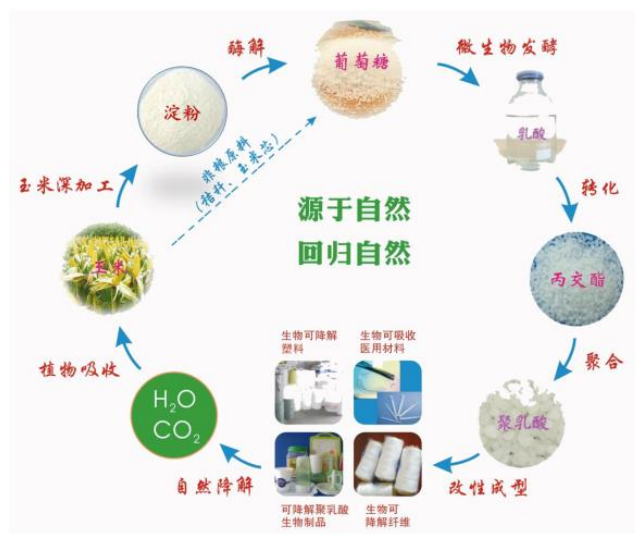 酶解
葡萄糖
微生物发酵
淀粉
乳酸
非粮原料
(秸秆、玉米芯)
玉米深加工
转化
源于自然
回归自然
玉米
丙交酯
生物可降解
塑料
生物可吸收
医用材料
聚合
植物吸收
H₂O
CO₂
聚乳酸
自然降解
改性成型
可降解聚乳酸
生物制品
生物可
降解纤维